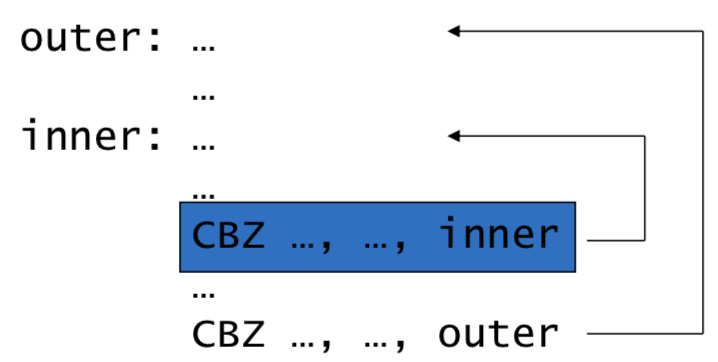 outer: …
…
inner: …
…
CBZ …, …, inner
…
CBZ …, …, outer